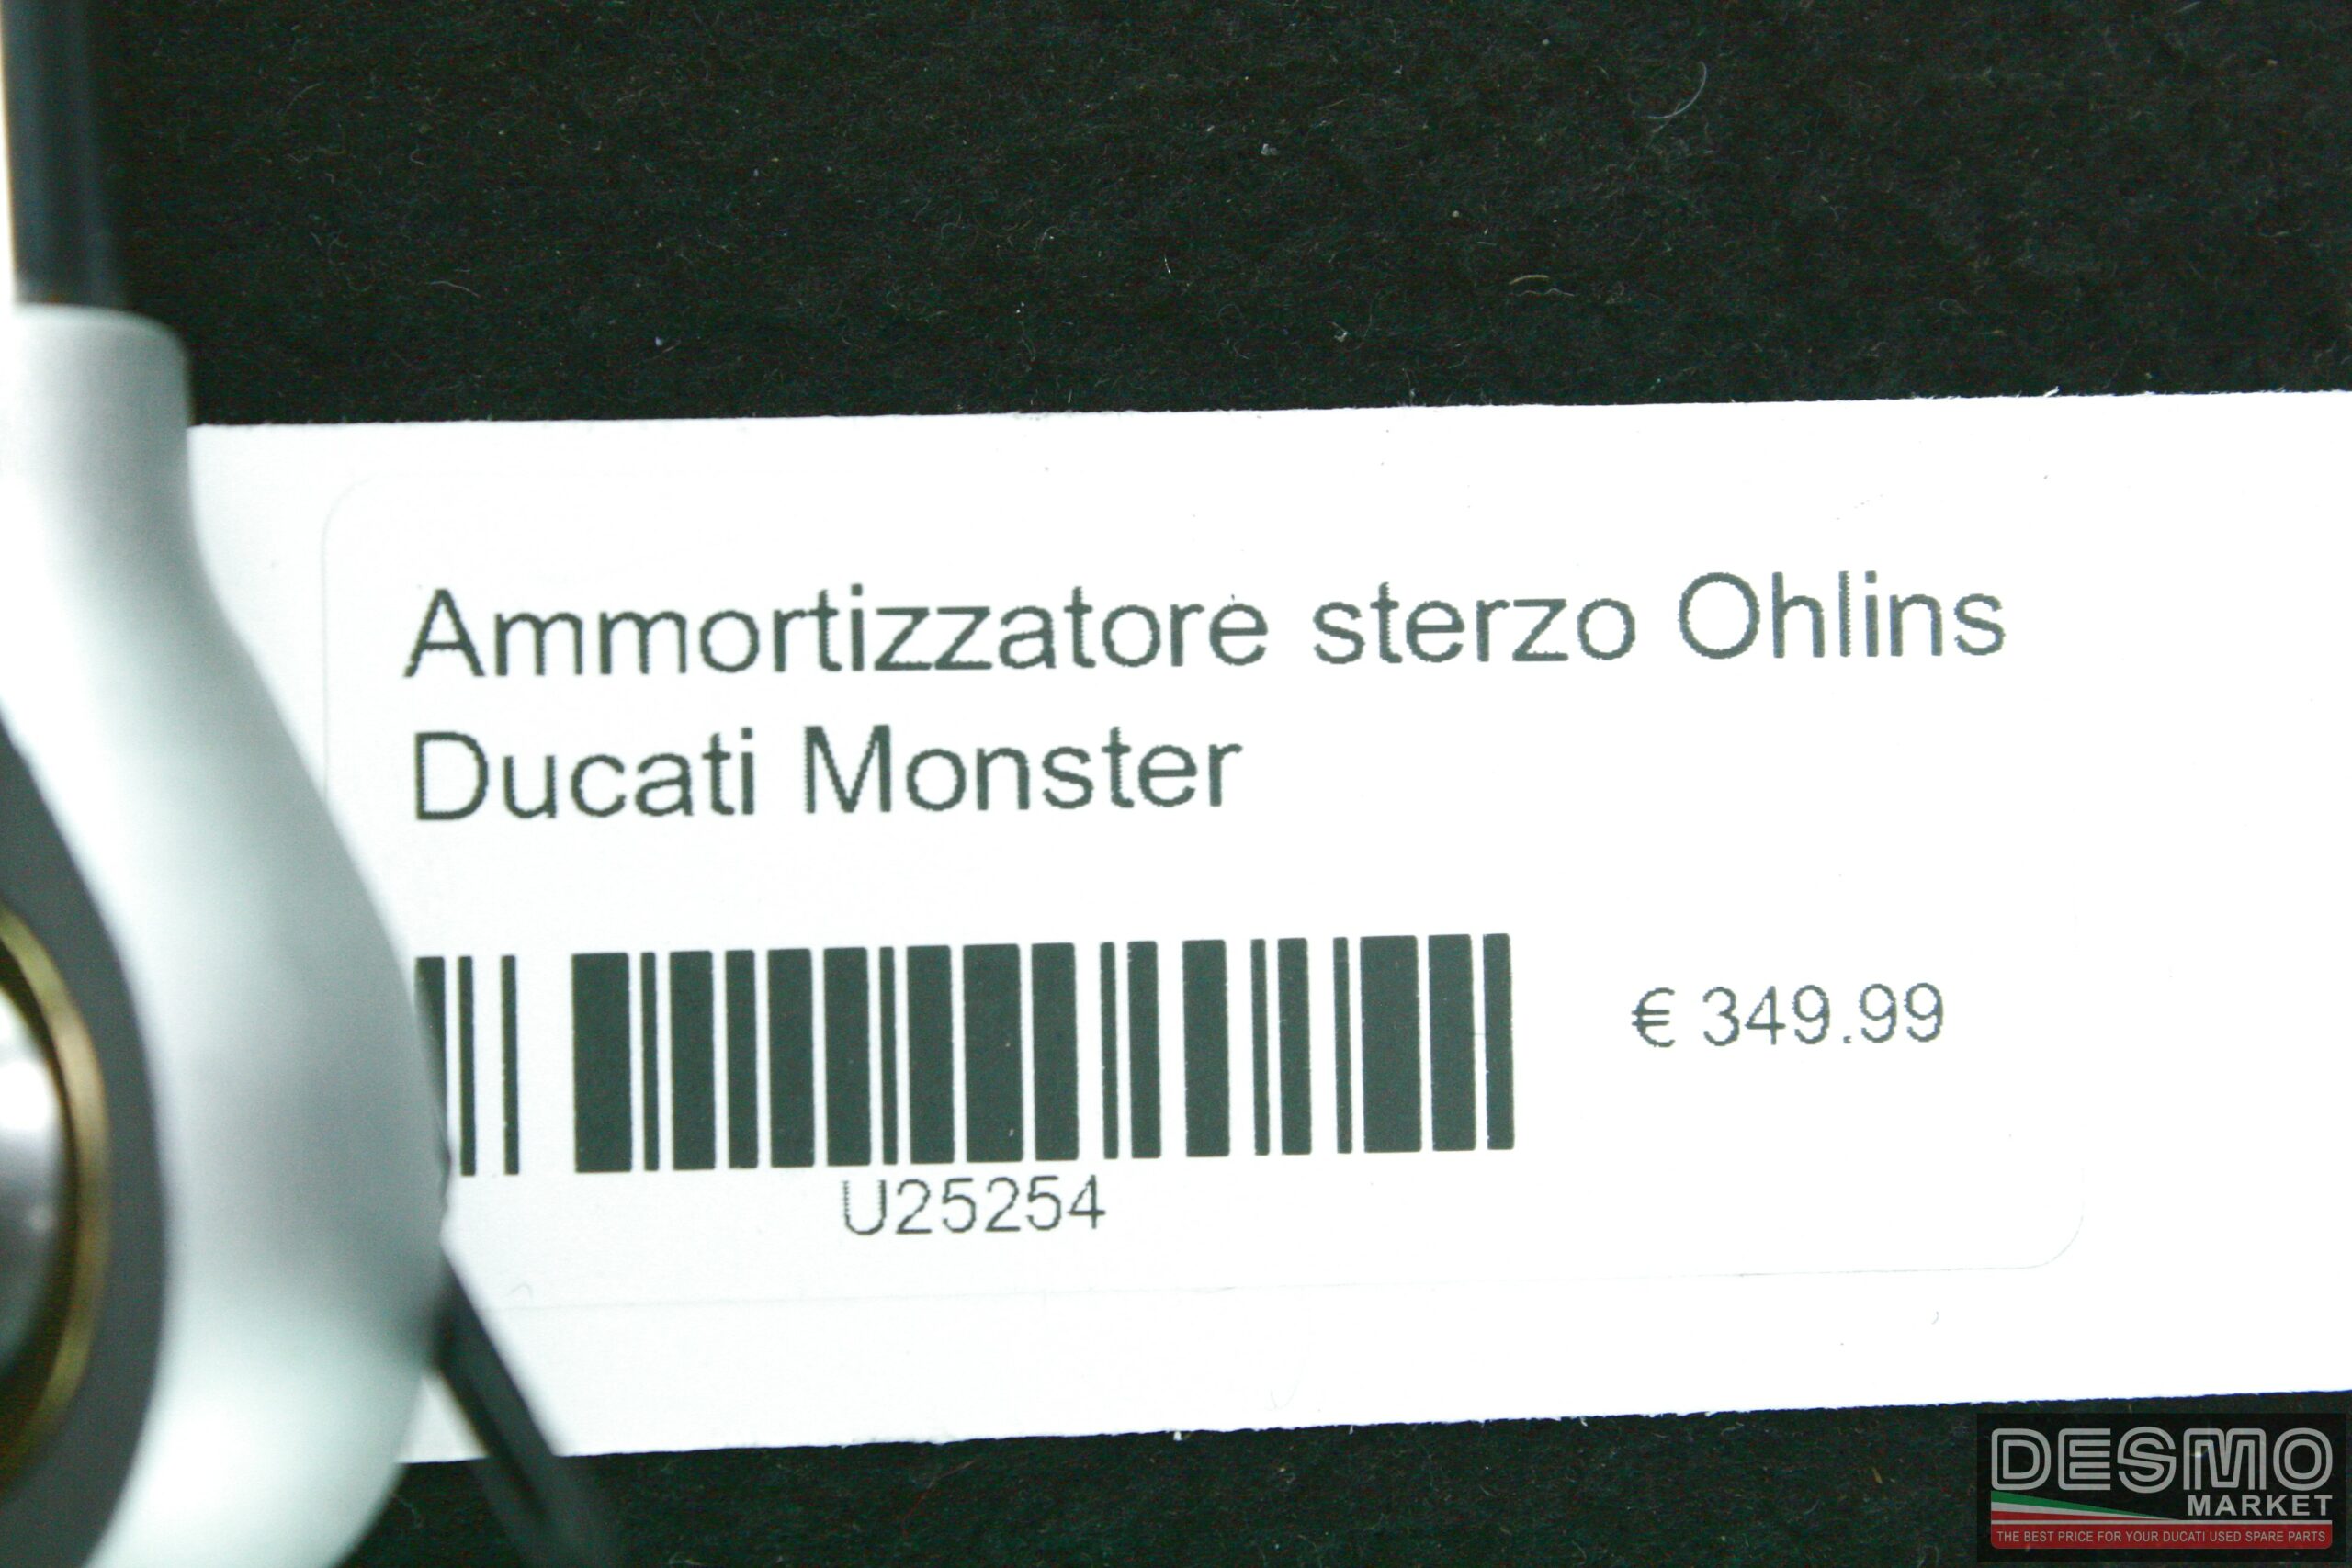 Ammortizzatore sterzo Ohlins
Ducati Monster
€ 349.99
U25254
DESMO
MARKET
THE BEST PRICE FOR YOUR DUCATI USED SPARE PARTS